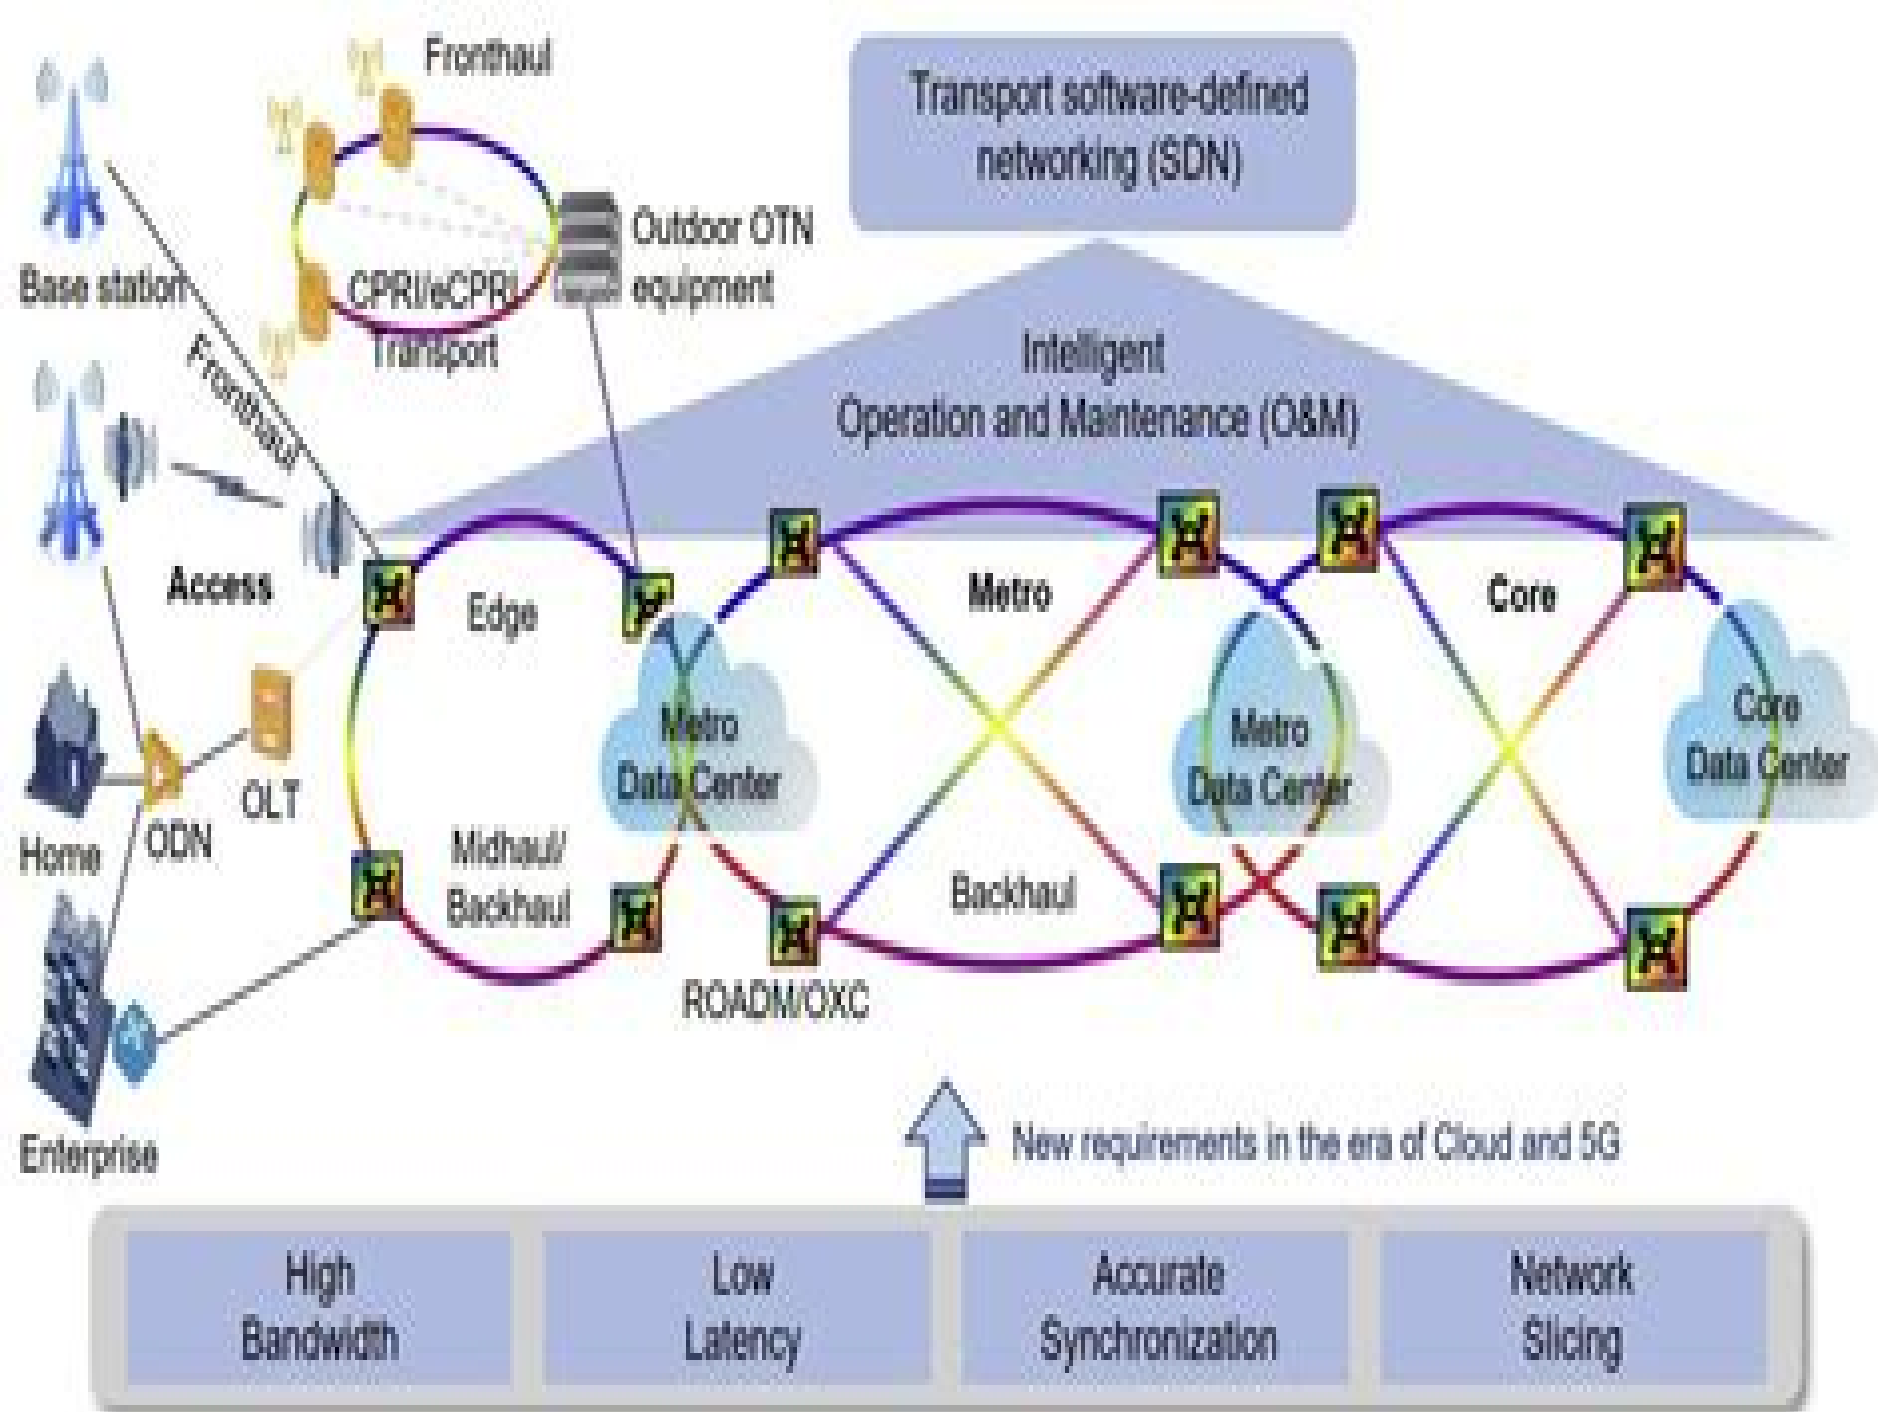 Fronthaul
Transport software-defined
networking (SDN)
Base station
Outdoor OTN
equipment
CPRI/eCPRI
Transport
Fronthaul
Intelligent
Operation and Maintenance (O&M)
Access
Edge
Metro
Core
Metro
Data Center
Metro
Data Center
Core
Data Center
OLT
ODN
Home
Midhaul/
Backhaul
Backhaul
ROADM/OXC
Enterprise
New requirements in the era of Cloud and 5G
High
Bandwidth
Low
Latency
Accurate
Synchronization
Network
Slicing